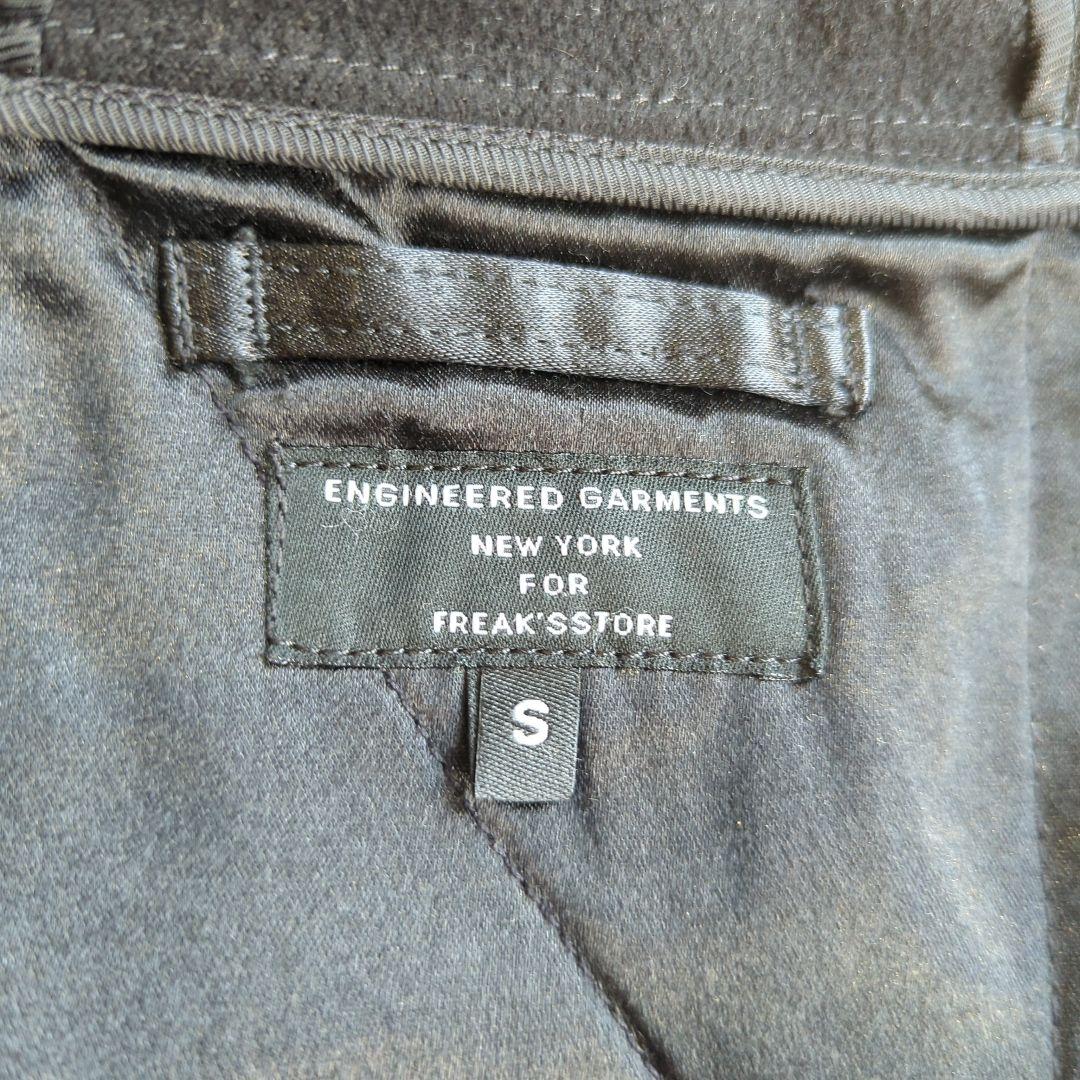 ENGINEERED GARMENTS
NEW YORK
FOR
FREAK'SSTORE
S